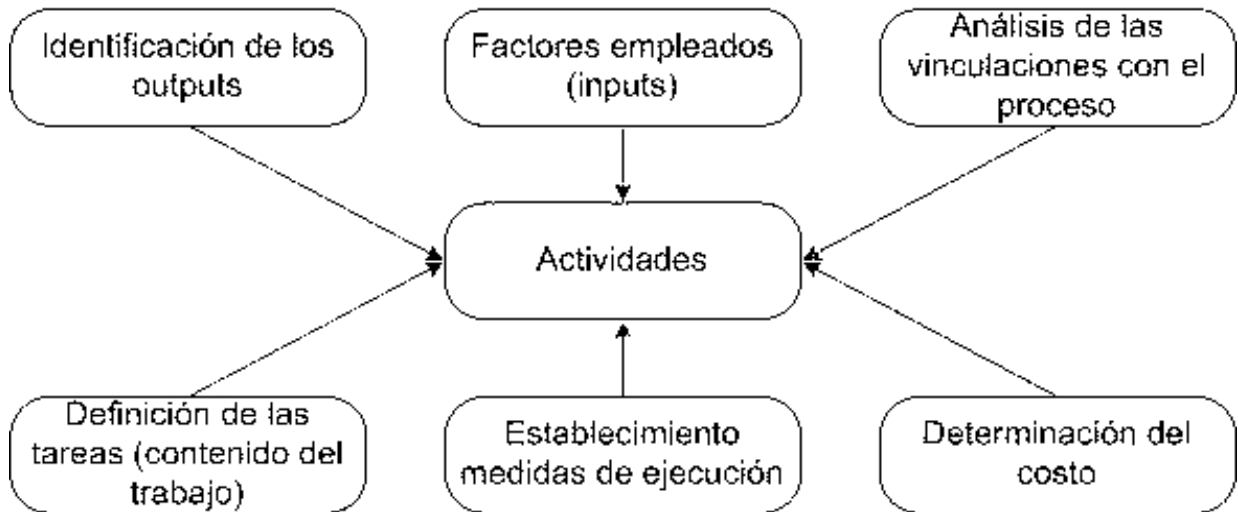 Identificación de los
outputs
Factores empleados
(inputs)
Análisis de las
vinculaciones con el
proceso
Actividades
Definición de las
tareas (contenido del
trabajo)
Establecimiento
medidas de ejecución
Determinación del
costo